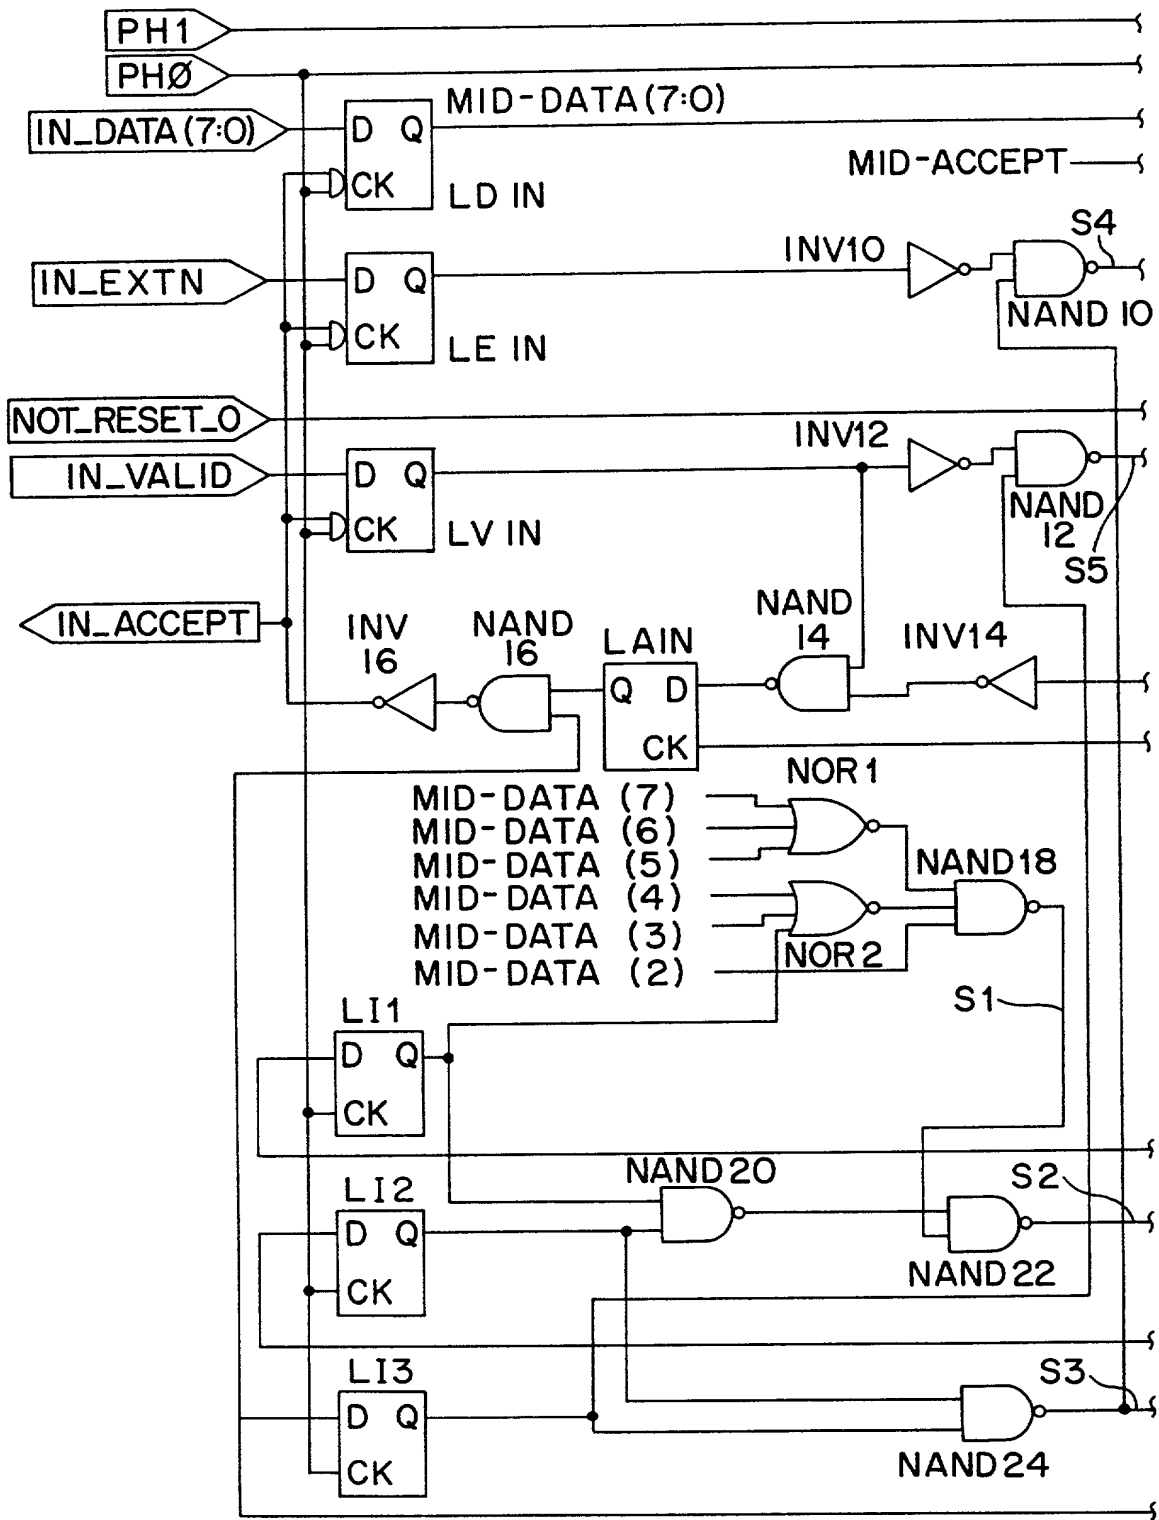 PH1
PHØ
IN_DATA (7:0)
D Q
CK
MID-DATA (7:0)
LD IN
MID-ACCEPT
IN_EXTN
D Q
CK
LE IN
INV10
S4
NAND 10
NOT_RESET_0
IN_VALID
D Q
CK
LV IN
INV12
NAND
12
S5
IN_ACCEPT
INV
16
NAND
16
LAIN
Q D
CK
NAND
14
INV14
NOR1
MID-DATA (7)
MID-DATA (6)
MID-DATA (5)
MID-DATA (4)
MID-DATA (3)
MID-DATA (2)
NAND18
NOR2
S1
LI1
D Q
CK
NAND20
LI2
D Q
CK
S2
NAND22
LI3
D Q
CK
S3
NAND24